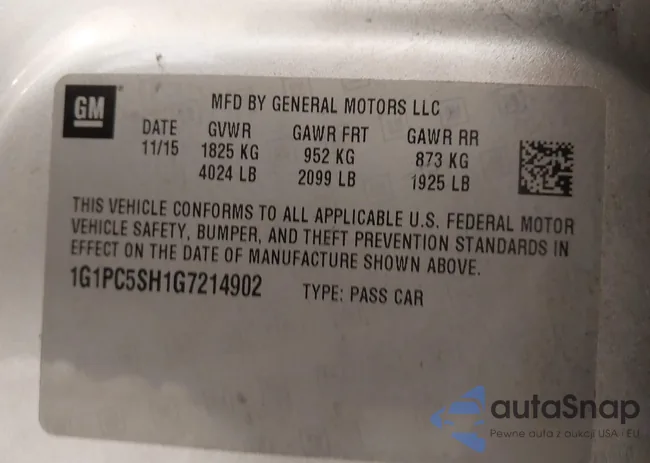 GM
MFD BY GENERAL MOTORS LLC
DATE GVWR GAWR FRT GAWR RR
11/15 1825 KG 952 KG 873 KG
4024 LB 2099 LB 1925 LB
THIS VEHICLE CONFORMS TO ALL APPLICABLE U.S. FEDERAL MOTOR
VEHICLE SAFETY, BUMPER, AND THEFT PREVENTION STANDARDS IN
EFFECT ON THE DATE OF MANUFACTURE SHOWN ABOVE.
1G1PC5SH1G7214902 TYPE: PASS CAR
autaSnap
Pewne auta z aukcji USA · EU